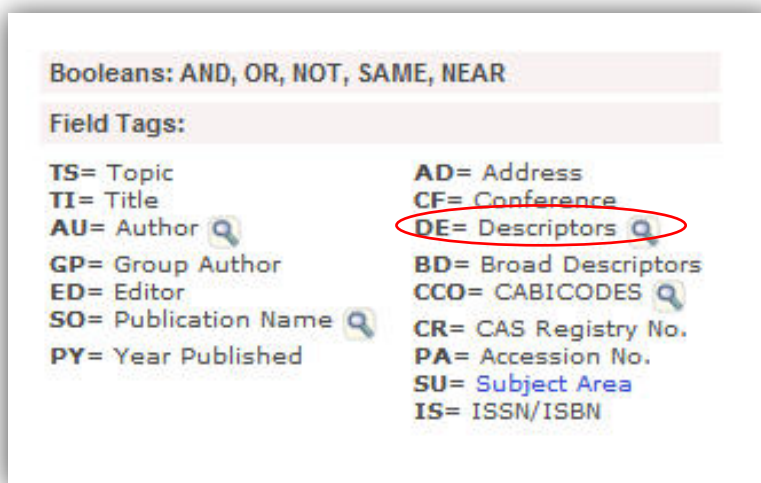 Booleans: AND, OR, NOT, SAME, NEAR
Field Tags:
TS= Topic
TI= Title
AU= Author
GP= Group Author
ED= Editor
SO= Publication Name
PY= Year Published
AD= Address
CF= Conference
DE= Descriptors
BD= Broad Descriptors
CCO= CABICODES
CR= CAS Registry No.
PA= Accession No.
SU= Subject Area
IS= ISSN/ISBN